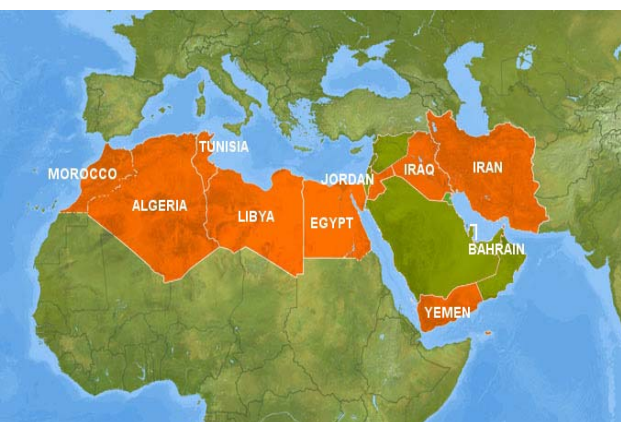 TUNISIA
MOROCCO
ALGERIA
LIBYA
EGYPT
JORDAN
IRAQ
IRAN
BAHRAIN
YEMEN